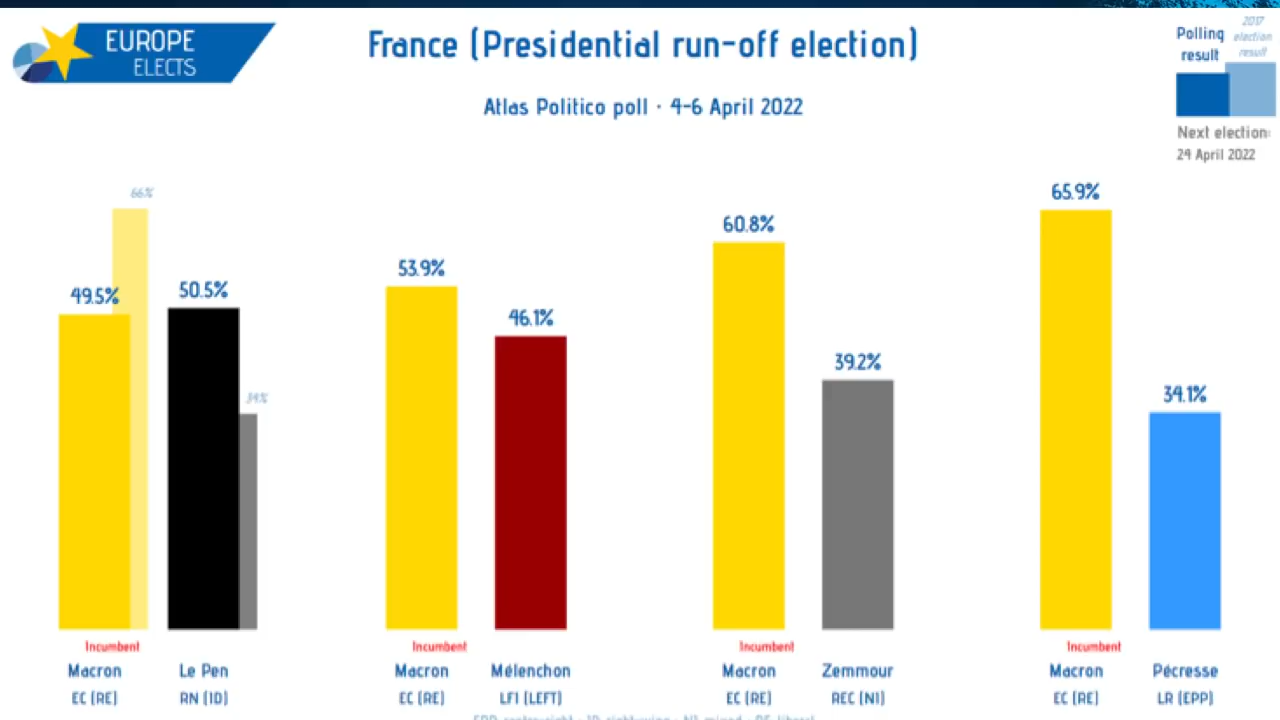 EUROPE
ELECTS
France (Presidential run-off election)
Atlas Politico poll · 4-6 April 2022
Polling
result
2017
election
result
Next election:
24 April 2022
66%
49.5%
50.5%
34%
53.9%
46.1%
60.8%
39.2%
65.9%
34.1%
Incumbent
Incumbent
Incumbent
Incumbent
Macron
EC (RE)
Le Pen
RN (ID)
Macron
EC (RE)
Mélenchon
LFI (LEFT)
Macron
EC (RE)
Zemmour
REC (NI)
Macron
EC (RE)
Pécresse
LR (EPP)